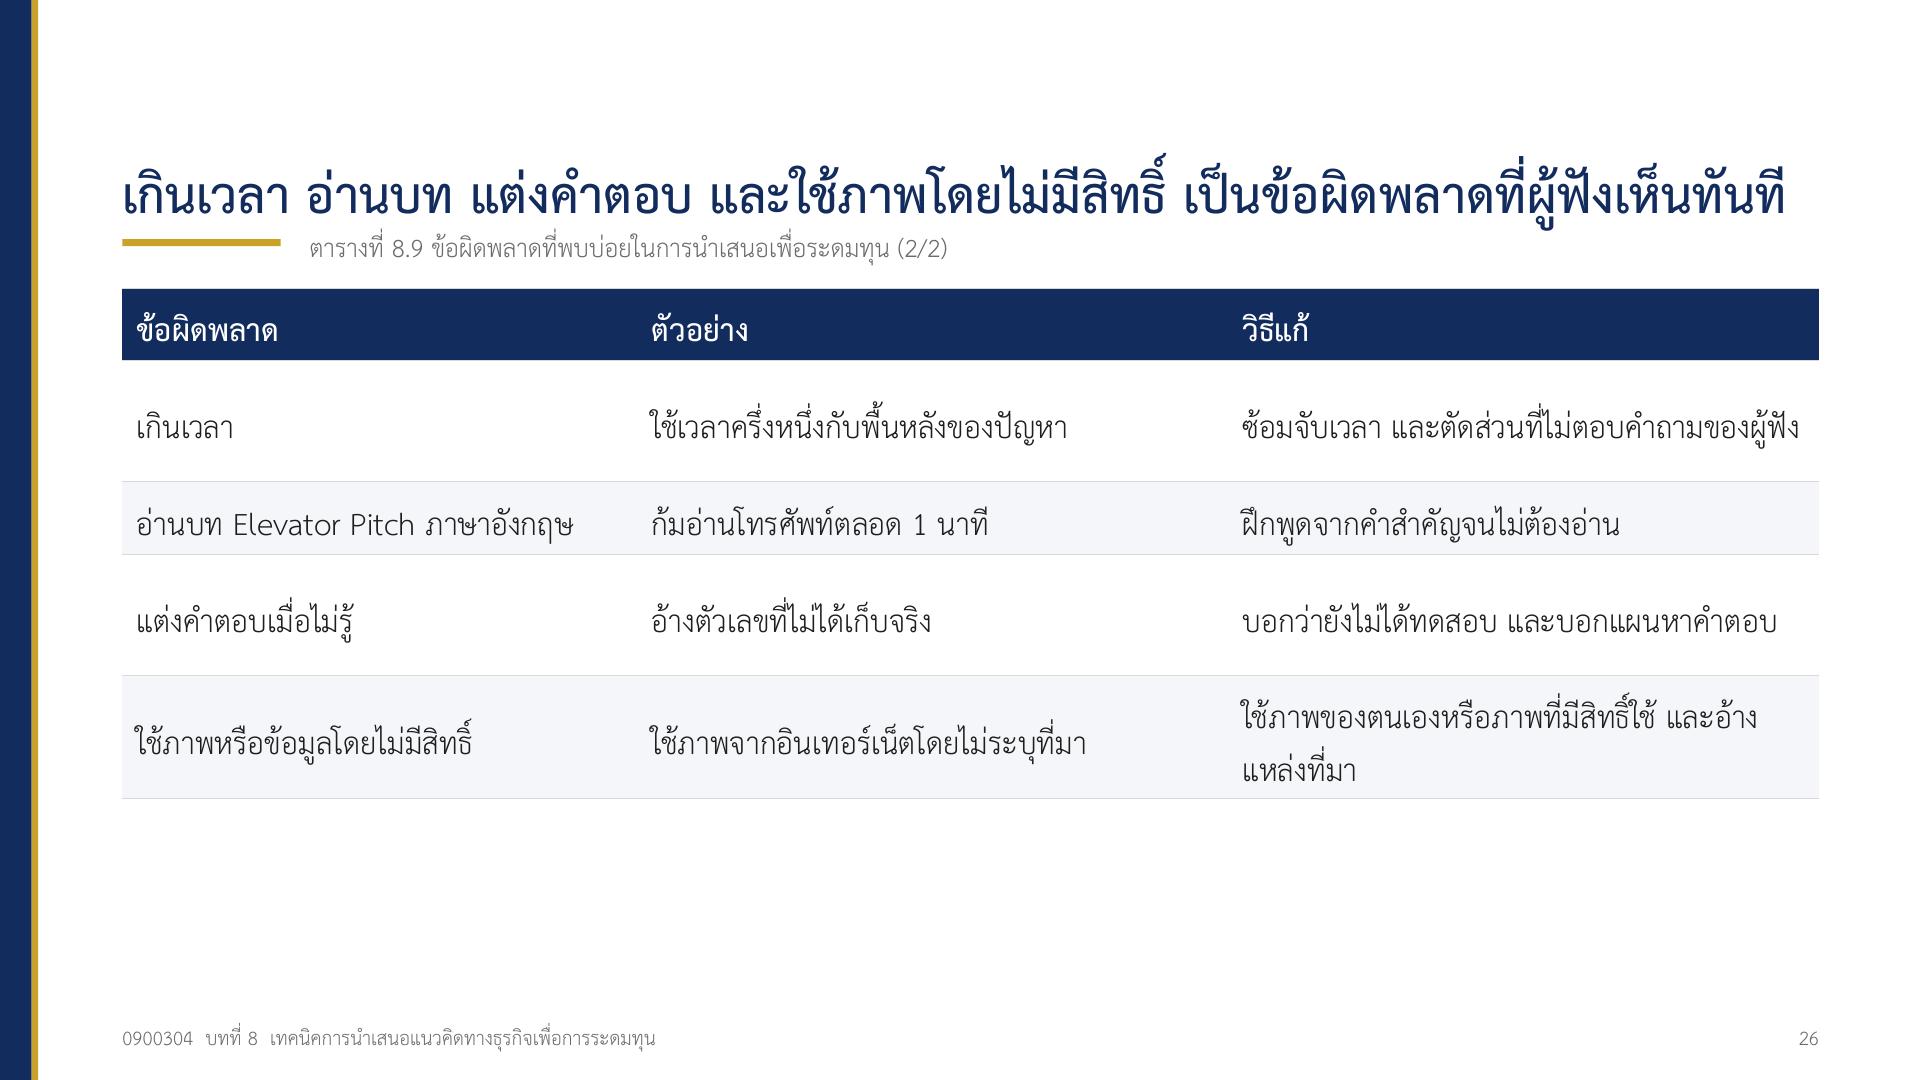 เกินเวลา อ่านบท แต่งคำตอบ และใช้ภาพโดยไม่มีสิทธิ์ เป็นข้อผิดพลาดที่ผู้ฟังเห็นทันที
ตารางที่ 8.9 ข้อผิดพลาดที่พบบ่อยในการนำเสนอเพื่อระดมทุน (2/2)
ข้อผิดพลาด ตัวอย่าง วิธีแก้
เกินเวลา ใช้เวลาครึ่งหนึ่งกับพื้นหลังของปัญหา ซ้อมจับเวลา และตัดส่วนที่ไม่ตอบคำถามของผู้ฟัง
อ่านบท Elevator Pitch ภาษาอังกฤษ ก้มอ่านโทรศัพท์ตลอด 1 นาที ฝึกพูดจากคำสำคัญจนไม่ต้องอ่าน
แต่งคำตอบเมื่อไม่รู้ อ้างตัวเลขที่ไม่ได้เก็บจริง บอกว่ายังไม่ได้ทดสอบ และบอกแผนหาคำตอบ
ใช้ภาพหรือข้อมูลโดยไม่มีสิทธิ์ ใช้ภาพจากอินเทอร์เน็ตโดยไม่ระบุที่มา ใช้ภาพของตนเองหรือภาพที่มีสิทธิ์ใช้ และอ้าง
แหล่งที่มา
0900304 บทที่ 8 เทคนิคการนำเสนอแนวคิดทางธุรกิจเพื่อการระดมทุน 26